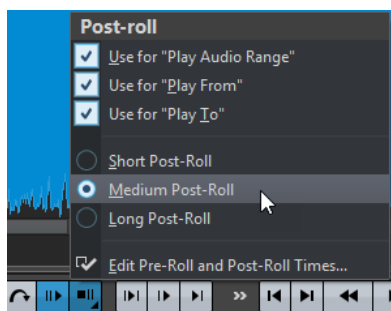 Post-roll
Use for "Play Audio Range"
Use for "Play From"
Use for "Play To"
Short Post-Roll
Medium Post-Roll
Long Post-Roll
Edit Pre-Roll and Post-Roll Times...